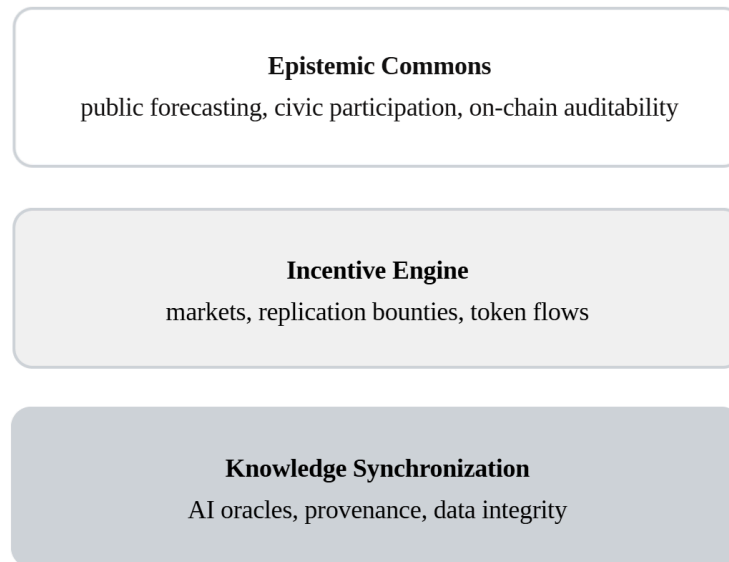 Epistemic Commons
public forecasting, civic participation, on-chain auditability
Incentive Engine
markets, replication bounties, token flows
Knowledge Synchronization
AI oracles, provenance, data integrity